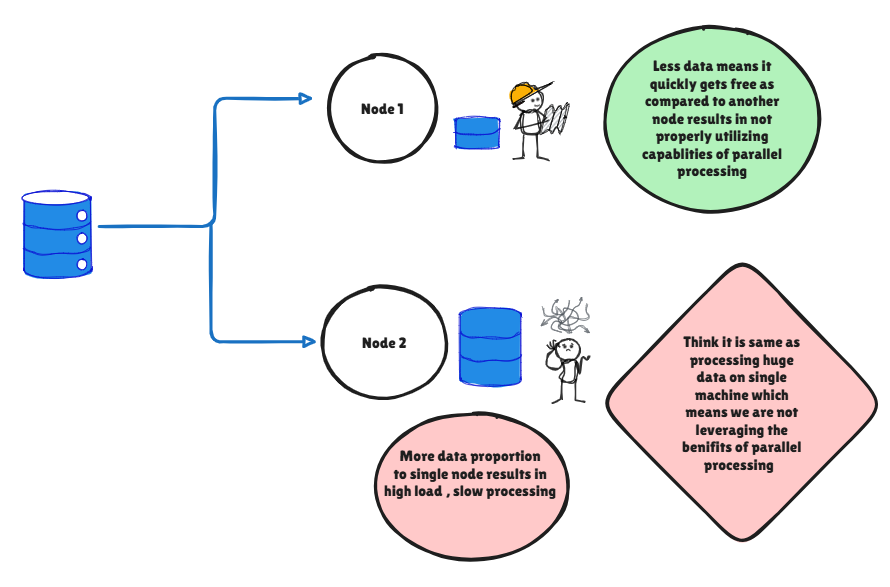 Node 1
Less data means it
quickly gets free as
compared to another
node results in not
properly utilizing
capablities of parallel
processing
Node 2
Think it is same as
processing huge
data on single
machine which
means we are not
leveraging the
benifits of parallel
processing
More data proportion
to single node results in
high load , slow processing